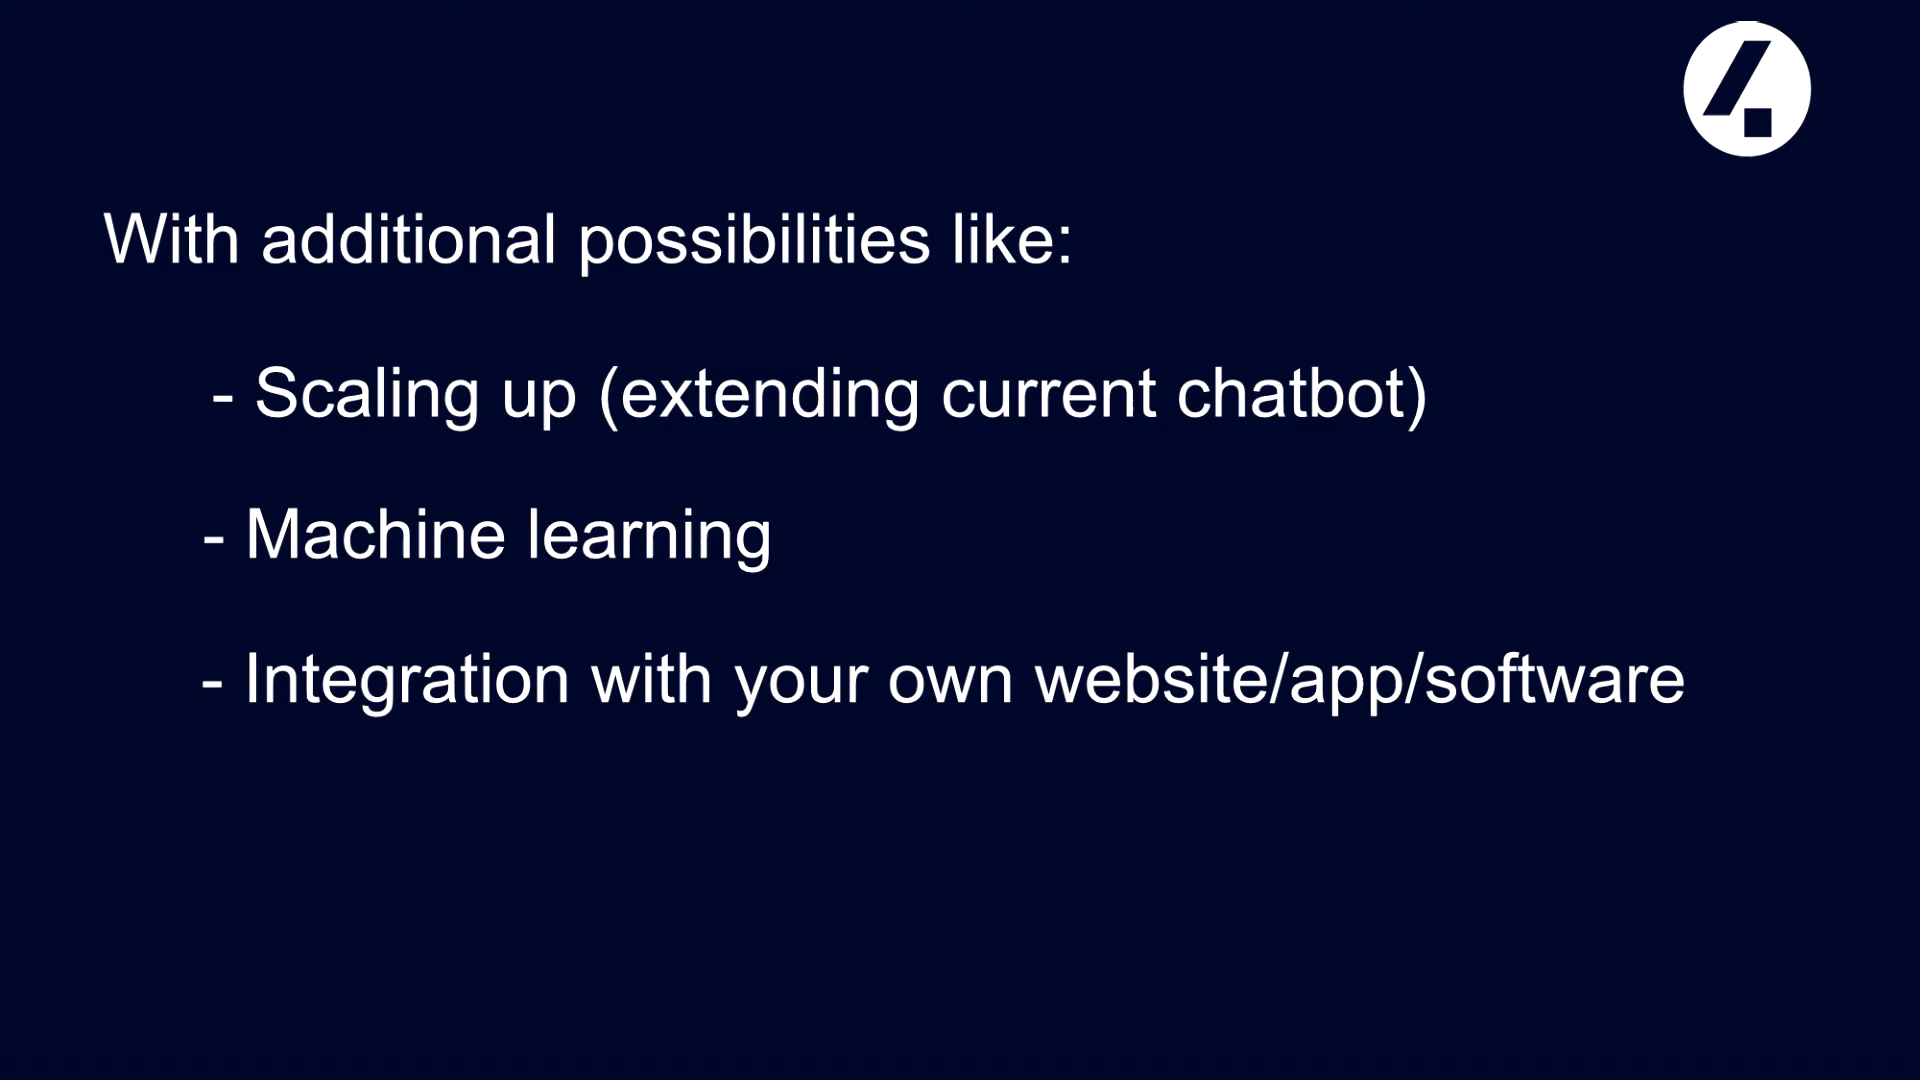 With additional possibilities like:
- Scaling up (extending current chatbot)
- Machine learning
- Integration with your own website/app/software